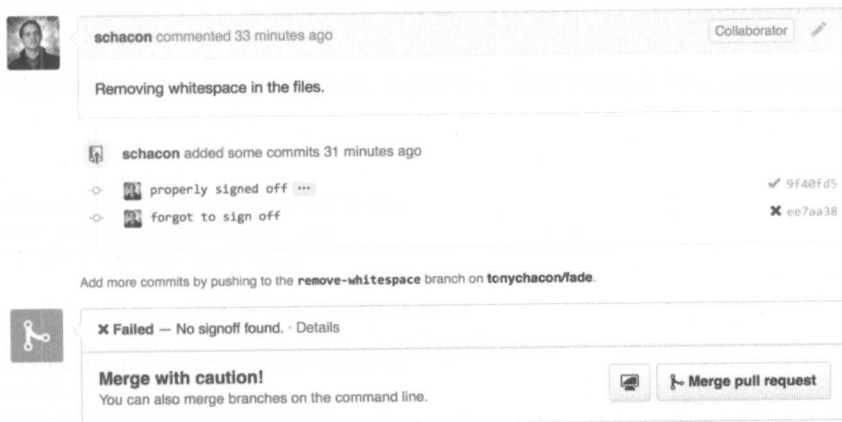 schacon commented 33 minutes ago
Collaborator
Removing whitespace in the files.
schacon added some commits 31 minutes ago
properly signed off ...
9f40fd5
forgot to sign off
ee7aa38
Add more commits by pushing to the remove-whitespace branch on tonychacon/fade.
Failed — No signoff found. · Details
Merge with caution!
You can also merge branches on the command line.
Merge pull request